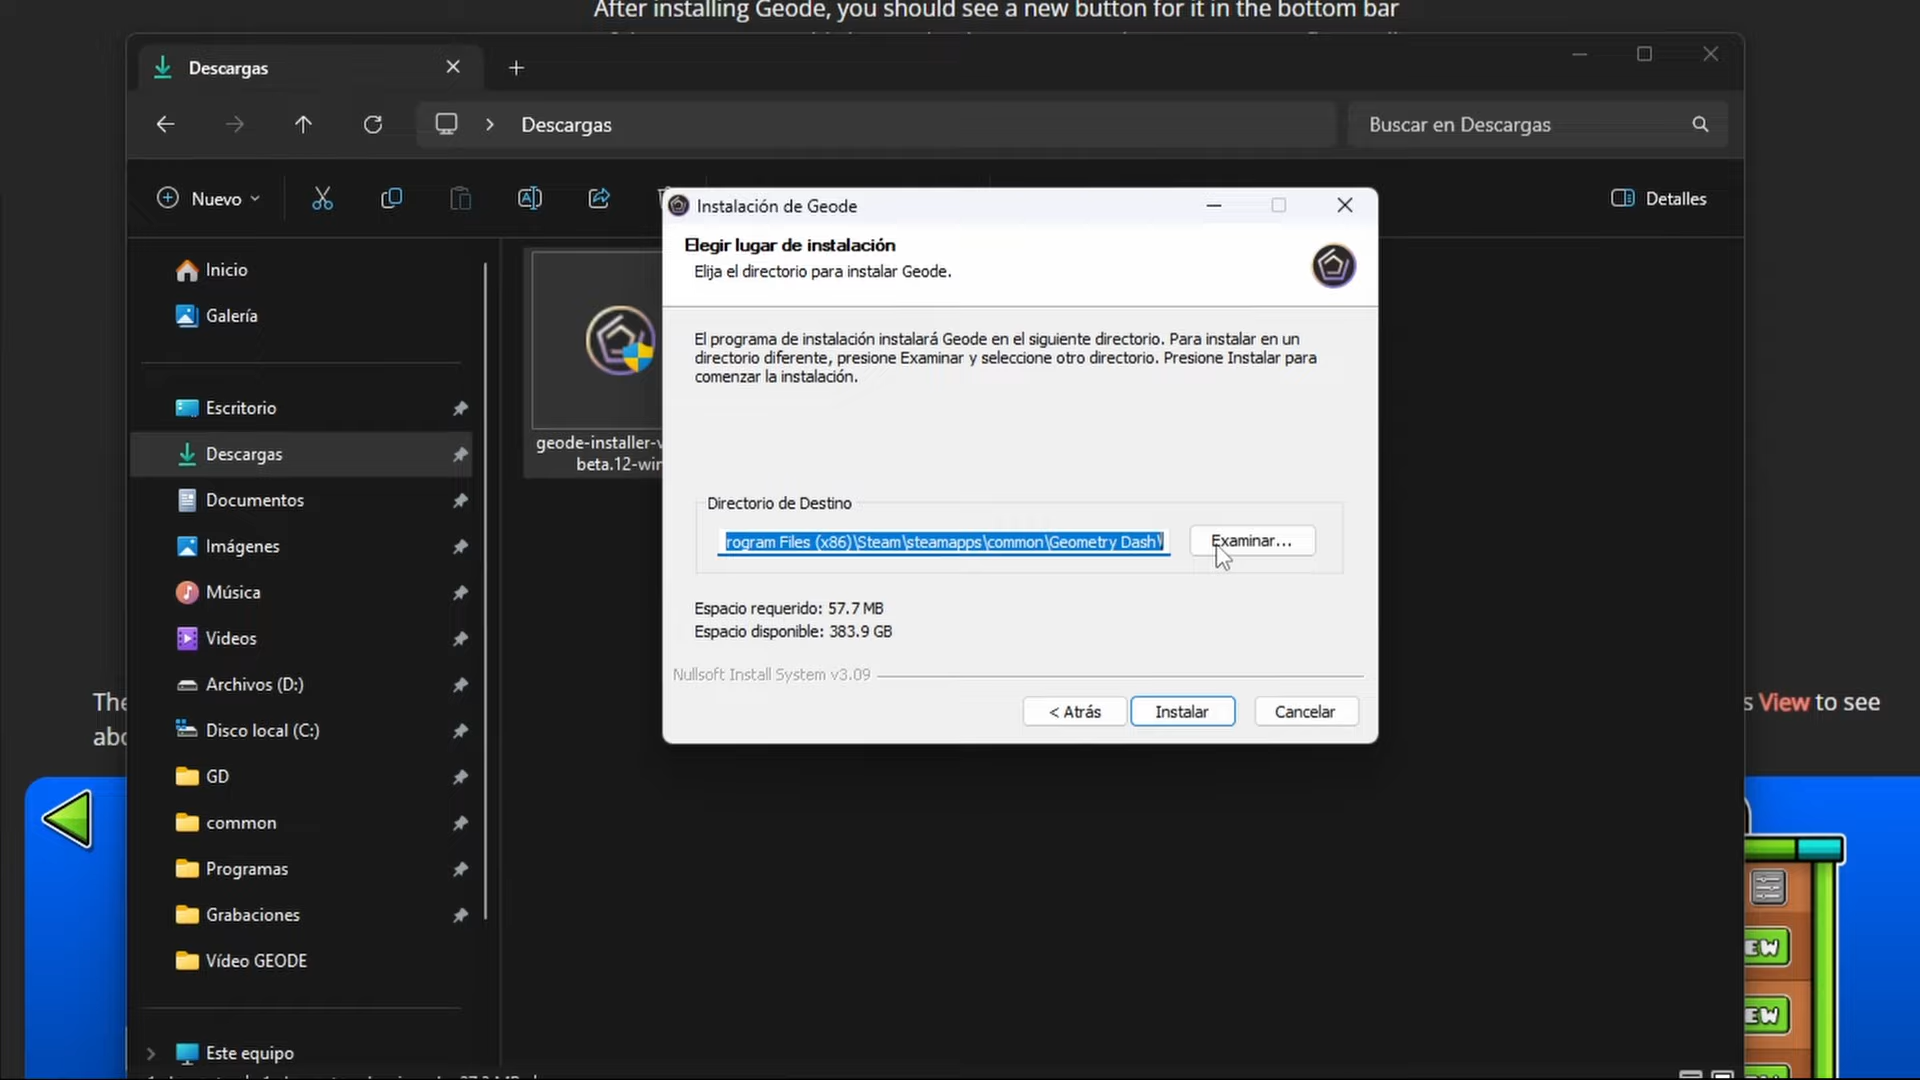 After installing Geode, you should see a new button for it in the bottom bar
Descargas
Descargas
Buscar en Descargas
Nuevo
Detalles
Inicio
Galería
Escritorio
Descargas
Documentos
Imágenes
Música
Videos
Archivos (D:)
Disco local (C:)
GD
common
Programas
Grabaciones
Vídeo GEODE
Este equipo
geode-installer-v
beta.12-win
Instalación de Geode
Elegir lugar de instalación
Elija el directorio para instalar Geode.
El programa de instalación instalará Geode en el siguiente directorio. Para instalar en un
directorio diferente, presione Examinar y seleccione otro directorio. Presione Instalar para
comenzar la instalación.
Directorio de Destino
rogram Files (x86)\Steam\steamapps\common\Geometry Dash\
Examinar...
Espacio requerido: 57.7 MB
Espacio disponible: 383.9 GB
Nullsoft Install System v3.09
< Atrás
Instalar
Cancelar
The
abo
s View to see
EW
EW